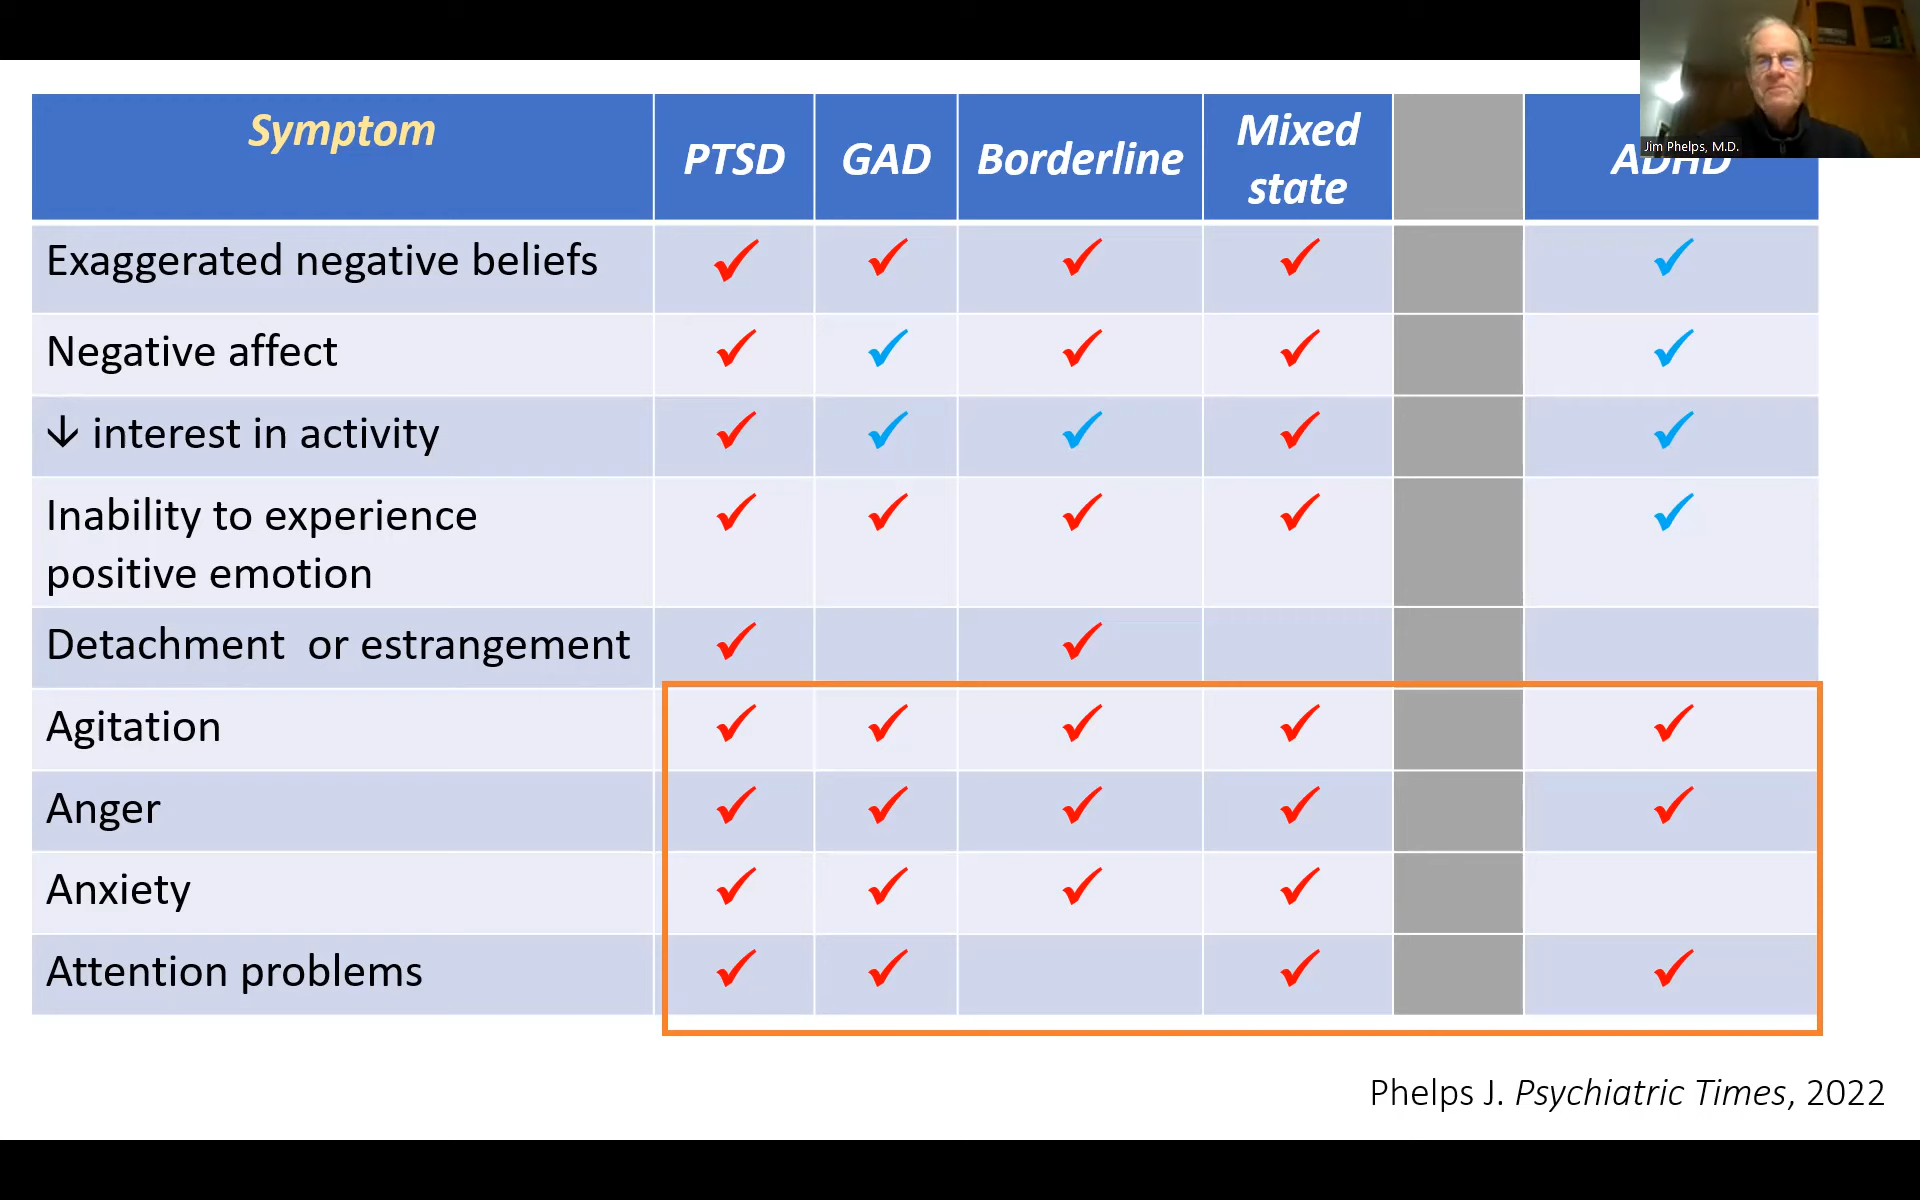 Symptom
PTSD
GAD
Borderline
Mixed
state
ADHD
Jim Phelps, M.D.
Exaggerated negative beliefs ✓ ✓ ✓ ✓ ✓
Negative affect ✓ ✓ ✓ ✓ ✓
↓ interest in activity ✓ ✓ ✓ ✓ ✓
Inability to experience ✓ ✓ ✓ ✓ ✓
positive emotion
Detachment or estrangement ✓ ✓
Agitation ✓ ✓ ✓ ✓ ✓
Anger ✓ ✓ ✓ ✓ ✓
Anxiety ✓ ✓ ✓ ✓
Attention problems ✓ ✓ ✓ ✓
Phelps J. Psychiatric Times, 2022